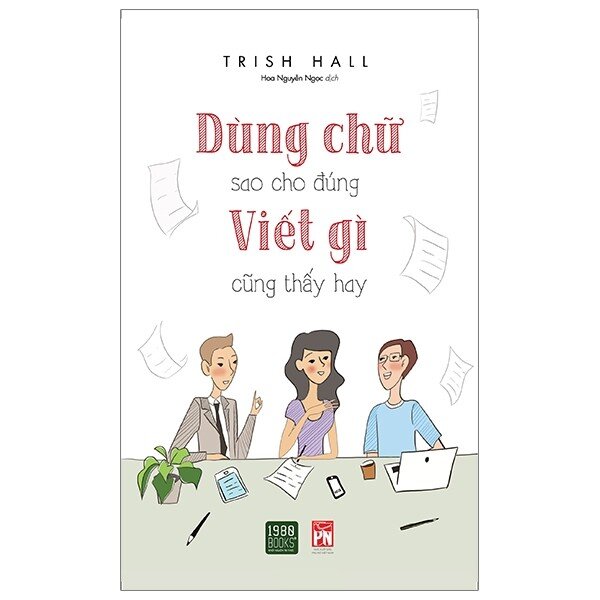 TRISH HALL
Hoa Nguyễn Ngọc dịch
Dùng chữ
sao cho đúng
Viết gì
cũng thấy hay
1980
BOOKS
PN